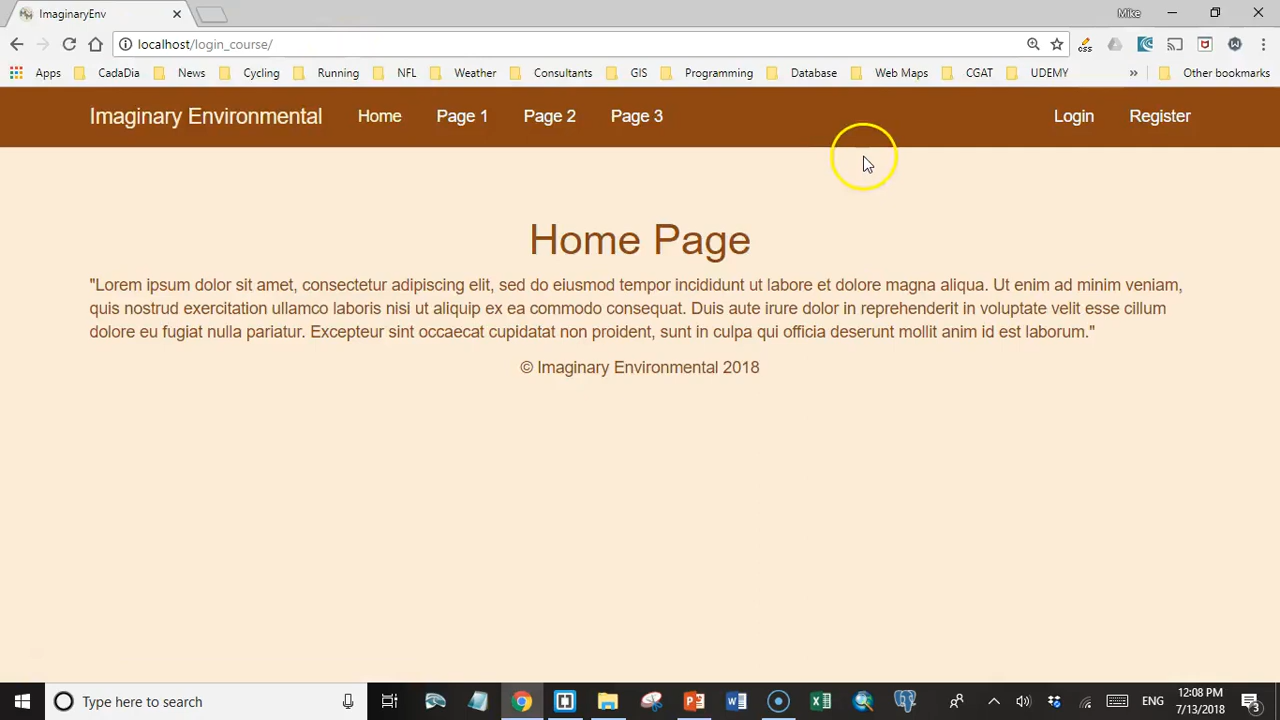 ImaginaryEnv
Mike
localhost/login_course/
css
Apps CadaDia News Cycling Running NFL Weather Consultants GIS Programming Database Web Maps CGAT UDEMY » Other bookmarks
Imaginary Environmental Home Page 1 Page 2 Page 3 Login Register
Home Page
"Lorem ipsum dolor sit amet, consectetur adipiscing elit, sed do eiusmod tempor incididunt ut labore et dolore magna aliqua. Ut enim ad minim veniam,
quis nostrud exercitation ullamco laboris nisi ut aliquip ex ea commodo consequat. Duis aute irure dolor in reprehenderit in voluptate velit esse cillum
dolore eu fugiat nulla pariatur. Excepteur sint occaecat cupidatat non proident, sunt in culpa qui officia deserunt mollit anim id est laborum."
© Imaginary Environmental 2018
Type here to search
ENG
12:08 PM
7/13/2018
3